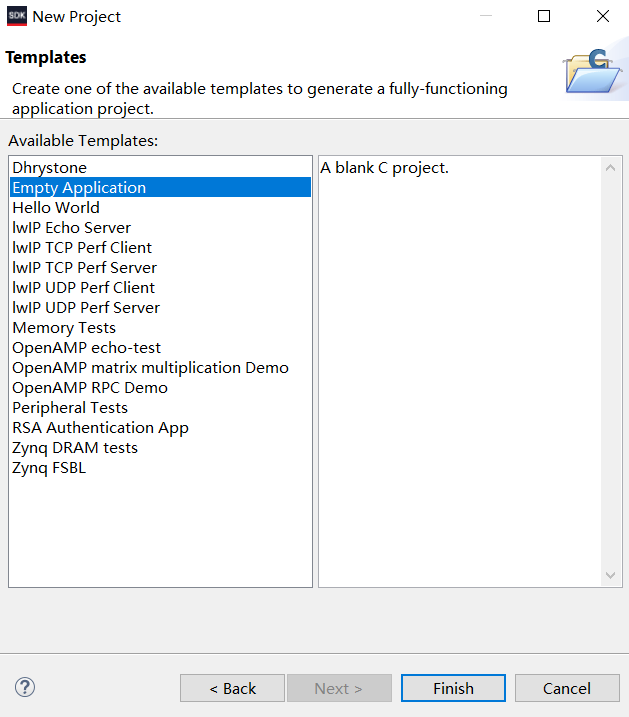 SDK New Project
Templates
Create one of the available templates to generate a fully-functioning
application project.
C
Available Templates:
Dhrystone
Empty Application
Hello World
lwIP Echo Server
lwIP TCP Perf Client
lwIP TCP Perf Server
lwIP UDP Perf Client
lwIP UDP Perf Server
Memory Tests
OpenAMP echo-test
OpenAMP matrix multiplication Demo
OpenAMP RPC Demo
Peripheral Tests
RSA Authentication App
Zynq DRAM tests
Zynq FSBL
A blank C project.
? < Back Next > Finish Cancel